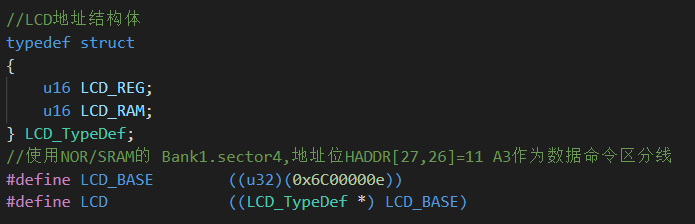 //LCD地址结构体
typedef struct
{
    u16 LCD_REG;
    u16 LCD_RAM;
} LCD_TypeDef;
//使用NOR/SRAM的 Bank1.sector4,地址位HADDR[27,26]=11 A3作为数据命令区分线
#define LCD_BASE        ((u32)(0x6C00000e))
#define LCD             ((LCD_TypeDef *) LCD_BASE)